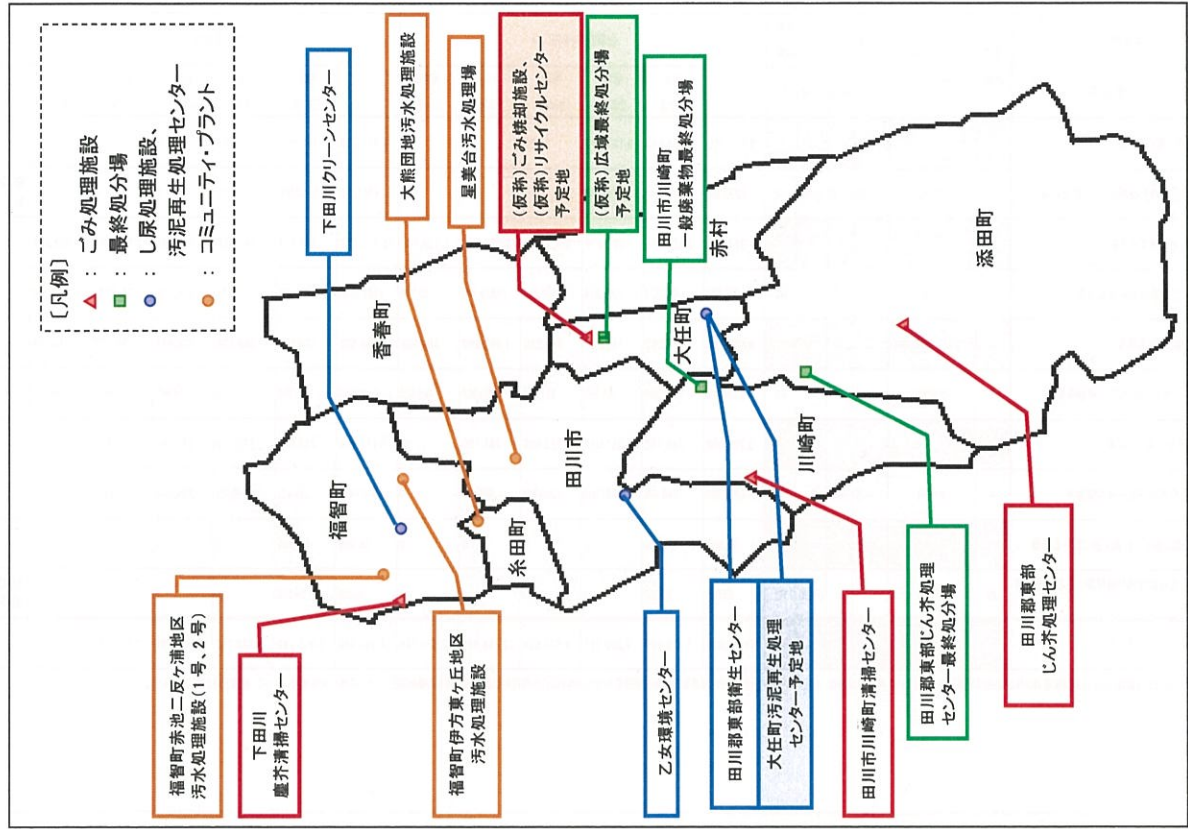 [凡例]
：ごみ処理施設
：最終処分場
：し尿処理施設、
汚泥再生処理センター
：コミュニティ・プラント
下田川クリーンセンター
大熊団地汚水処理施設
星美台汚水処理場
(仮称)ごみ焼却施設、
(仮称)リサイクルセンター
予定地
(仮称)広域最終処分場
予定地
田川市川崎町
一般廃棄物最終処分場
香春町
赤村
大任町
添田町
福智町
田川市
糸田町
川崎町
福智町赤池二反ヶ浦地区
汚水処理施設(1号、2号)
下田川
塵芥清掃センター
福智町伊方東ヶ丘地区
汚水処理施設
乙女環境センター
田川郡東部衛生センター
大任町汚泥再生処理
センター予定地
田川市川崎町清掃センター
田川郡東部じん芥処理
センター最終処分場
田川郡東部
じん芥処理センター